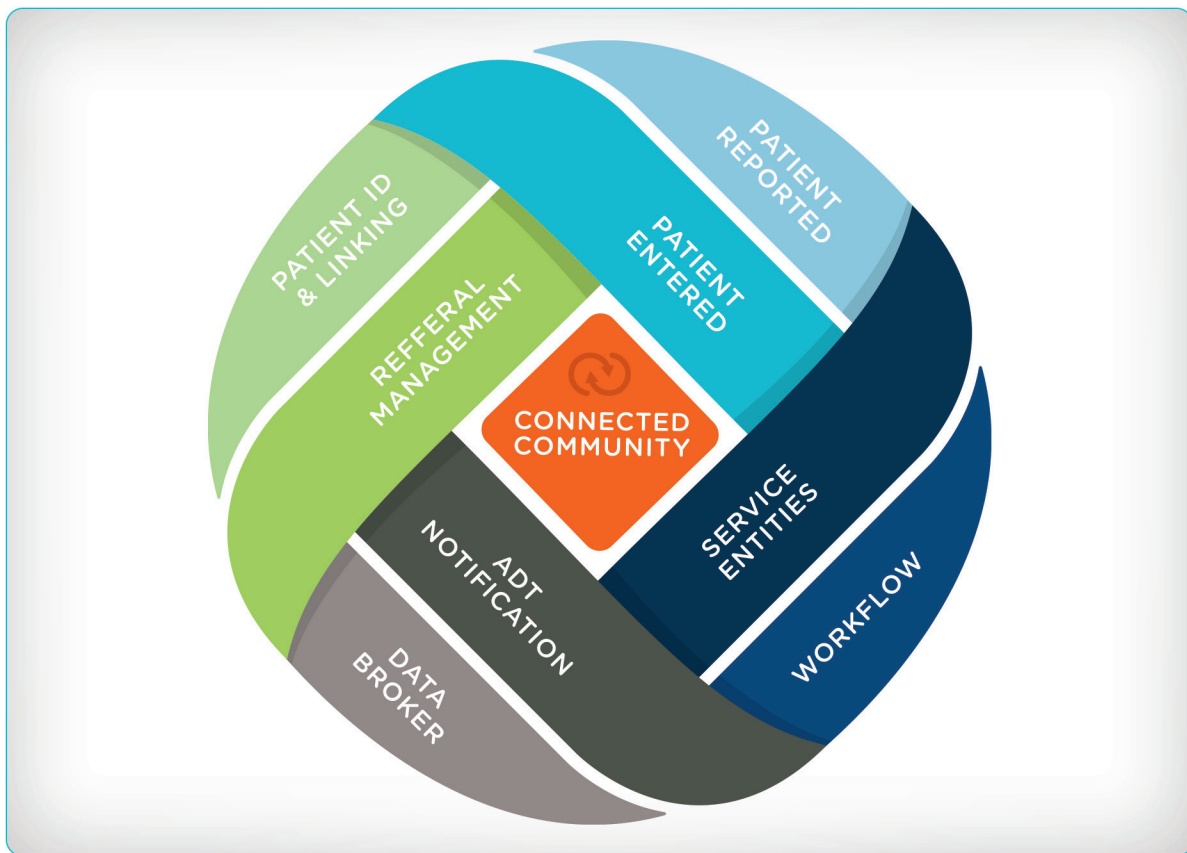 PATIENT ID
& LINKING
REFFERAL
MANAGEMENT
PATIENT
ENTERED
PATIENT
REPORTED
CONNECTED
COMMUNITY
SERVICE
ENTITIES
WORKFLOW
ADT
NOTIFICATION
DATA
BROKER